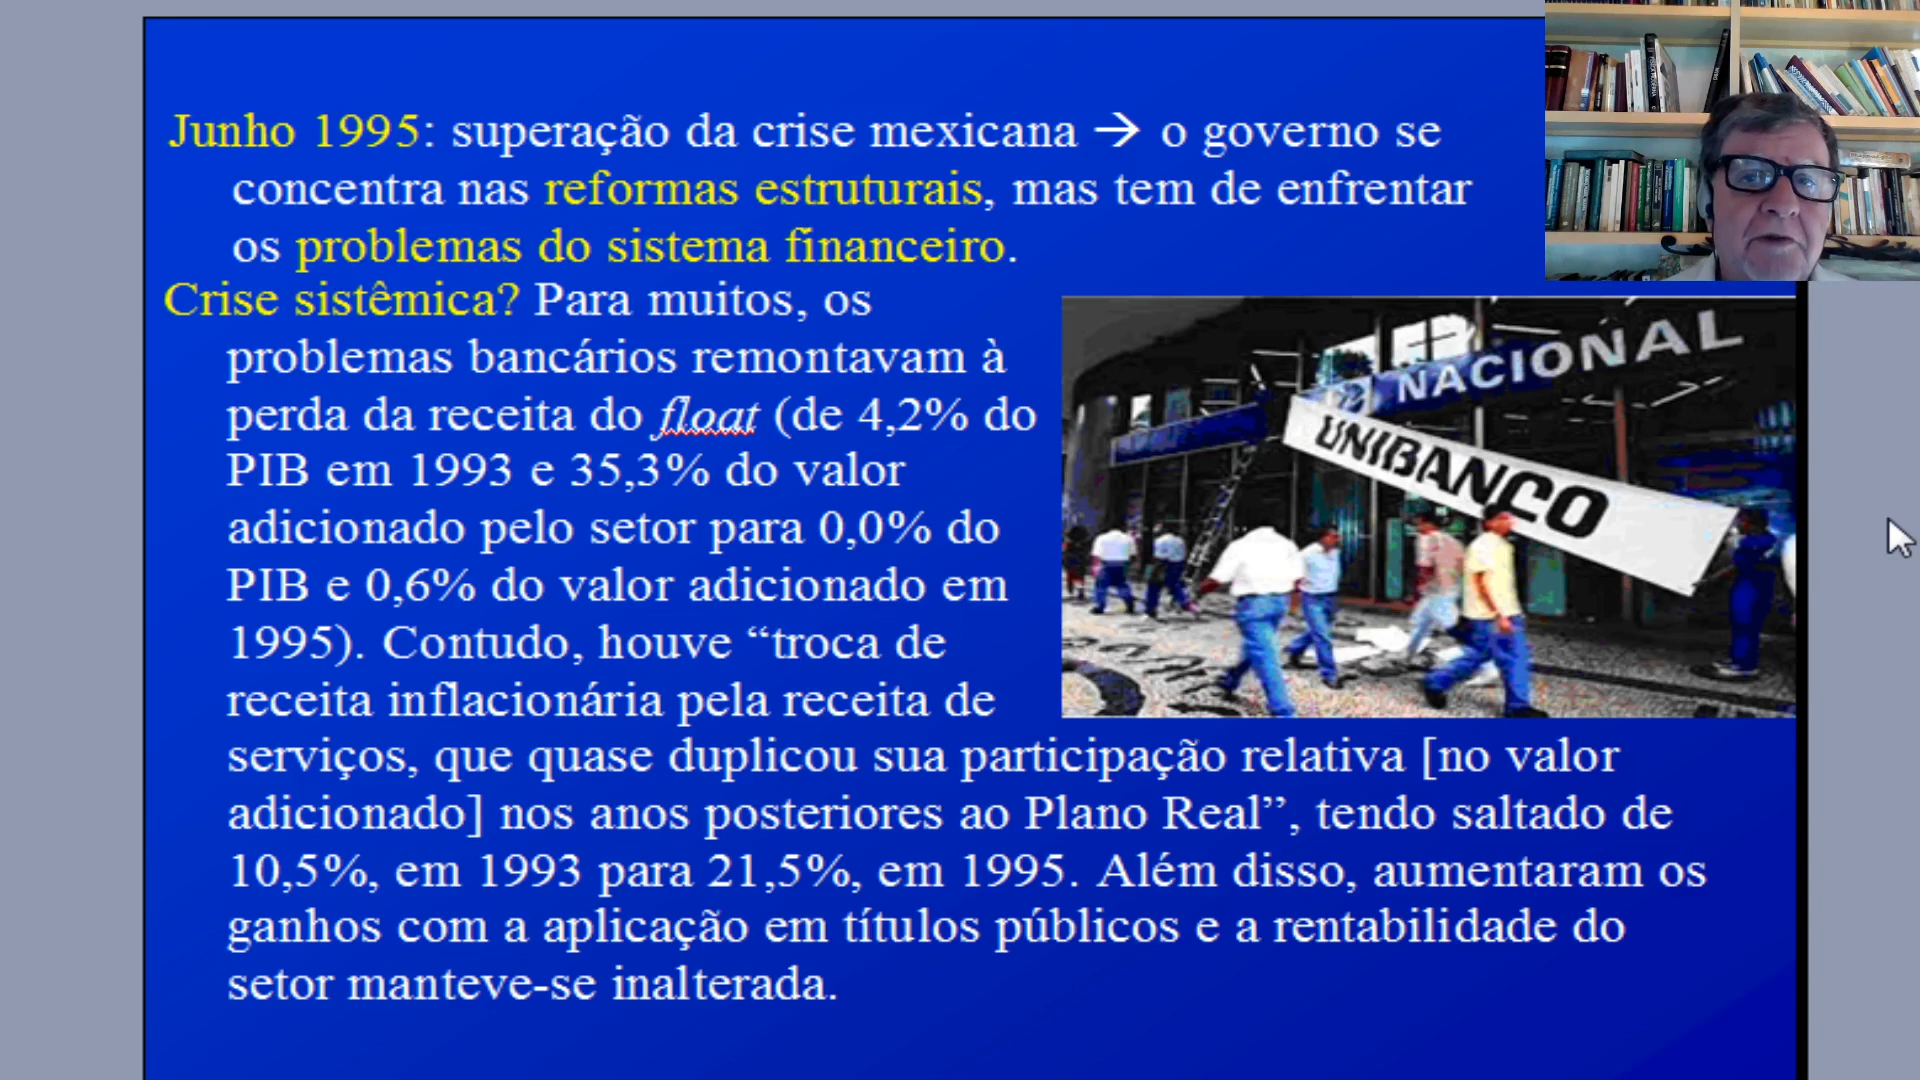 Junho 1995: superação da crise mexicana → o governo se
concentra nas reformas estruturais, mas tem de enfrentar
os problemas do sistema financeiro.
Crise sistêmica? Para muitos, os
problemas bancários remontavam à
perda da receita do float (de 4,2% do
PIB em 1993 e 35,3% do valor
adicionado pelo setor para 0,0% do
PIB e 0,6% do valor adicionado em
1995). Contudo, houve “troca de
receita inflacionária pela receita de
serviços, que quase duplicou sua participação relativa [no valor
adicionado] nos anos posteriores ao Plano Real”, tendo saltado de
10,5%, em 1993 para 21,5%, em 1995. Além disso, aumentaram os
ganhos com a aplicação em títulos públicos e a rentabilidade do
setor manteve-se inalterada.
NACIONAL
UNIBANCO